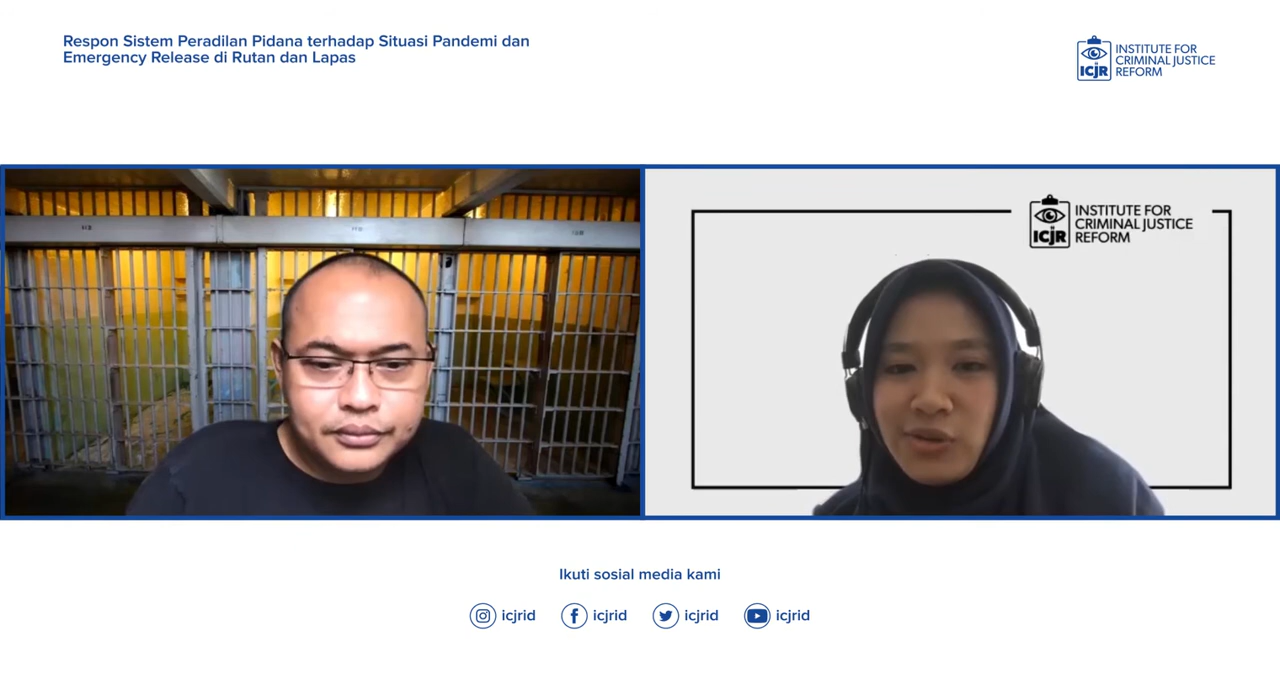 Respon Sistem Peradilan Pidana terhadap Situasi Pandemi dan
Emergency Release di Rutan dan Lapas
ICJR
INSTITUTE FOR
CRIMINAL JUSTICE
REFORM
ICJR
INSTITUTE FOR
CRIMINAL JUSTICE
REFORM
Ikuti sosial media kami
icjrid
icjrid
icjrid
icjrid